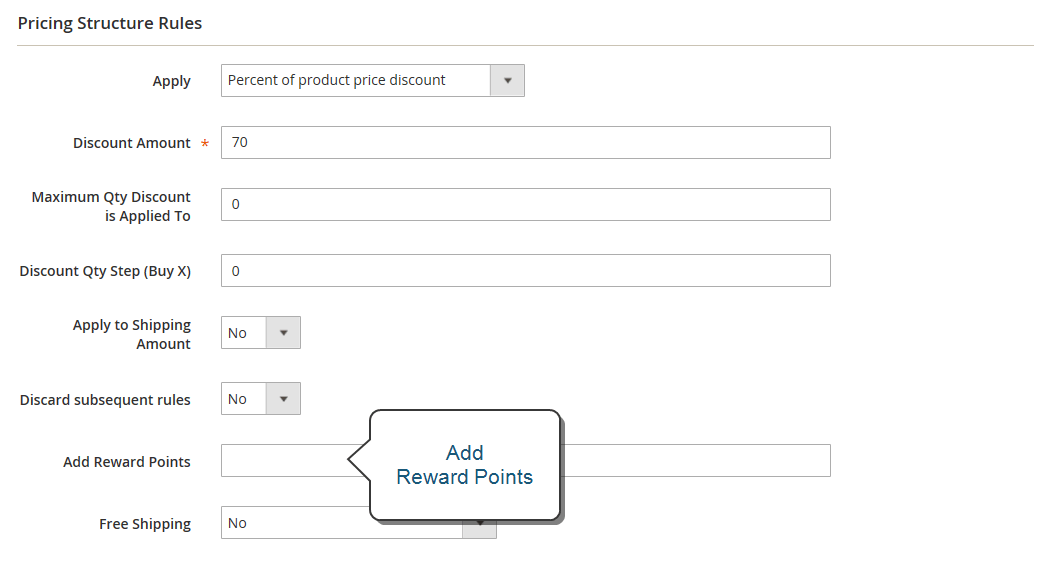 Pricing Structure Rules
Apply Percent of product price discount
Discount Amount * 70
Maximum Qty Discount
is Applied To 0
Discount Qty Step (Buy X) 0
Apply to Shipping
Amount No
Discard subsequent rules No
Add Reward Points
Add
Reward Points
Free Shipping No